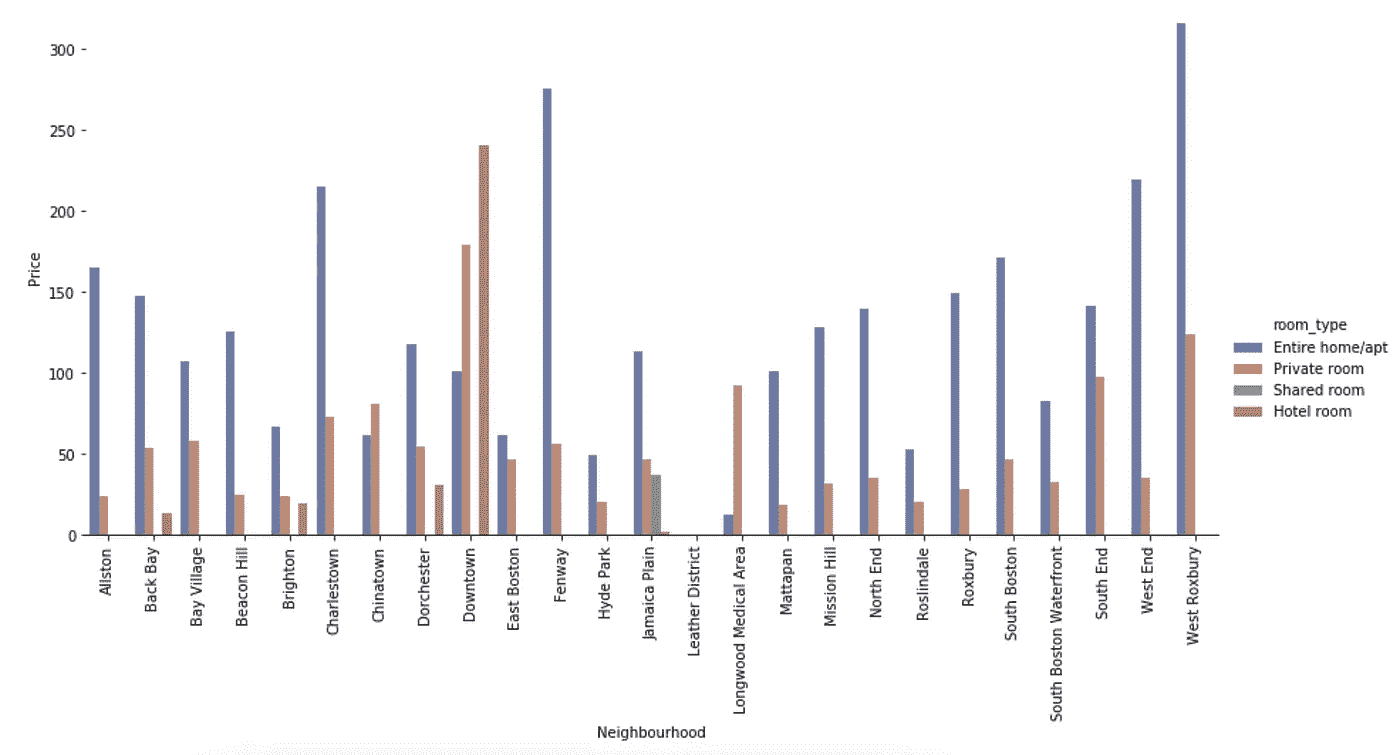 300
250
200
150
100
50
0
Price
Allston
Back Bay
Bay Village
Beacon Hill
Brighton
Charlestown
Chinatown
Dorchester
Downtown
East Boston
Fenway
Hyde Park
Jamaica Plain
Leather District
Longwood Medical Area
Mattapan
Mission Hill
North End
Roslindale
Roxbury
South Boston
South Boston Waterfront
South End
West End
West Roxbury
Neighbourhood
room_type
Entire home/apt
Private room
Shared room
Hotel room